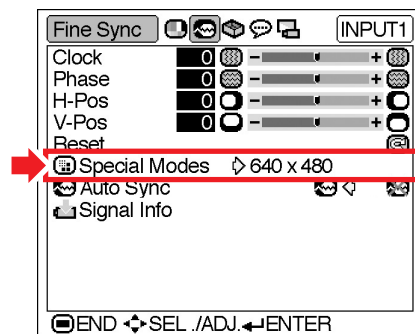 Fine Sync INPUT1
Clock 0 - +
Phase 0 - +
H-Pos 0 - +
V-Pos 0 - +
Reset
Special Modes 640 x 480
Auto Sync
Signal Info
END SEL./ADJ. ENTER